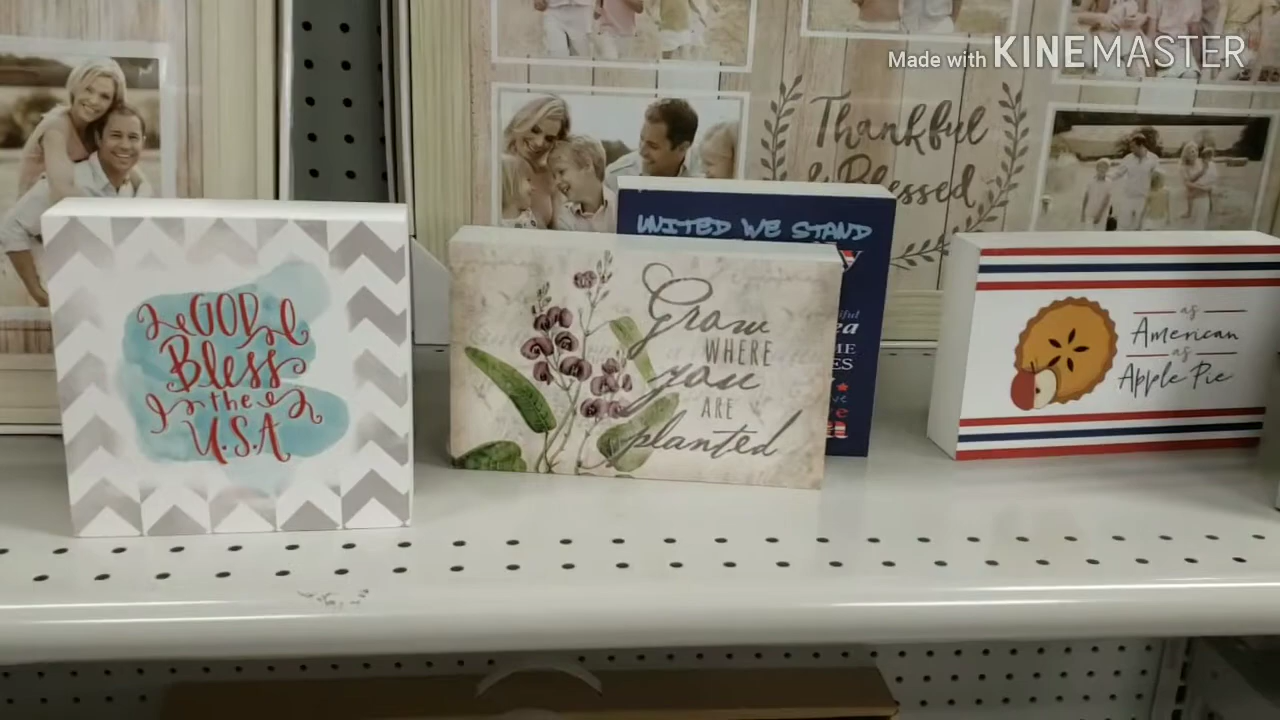 Made with KINEMASTER
Thankful
& Blessed
UNITED WE STAND
GOD
Bless
the
U.S.A
Grow
WHERE
you
ARE
planted
as
American
as
Apple Pie